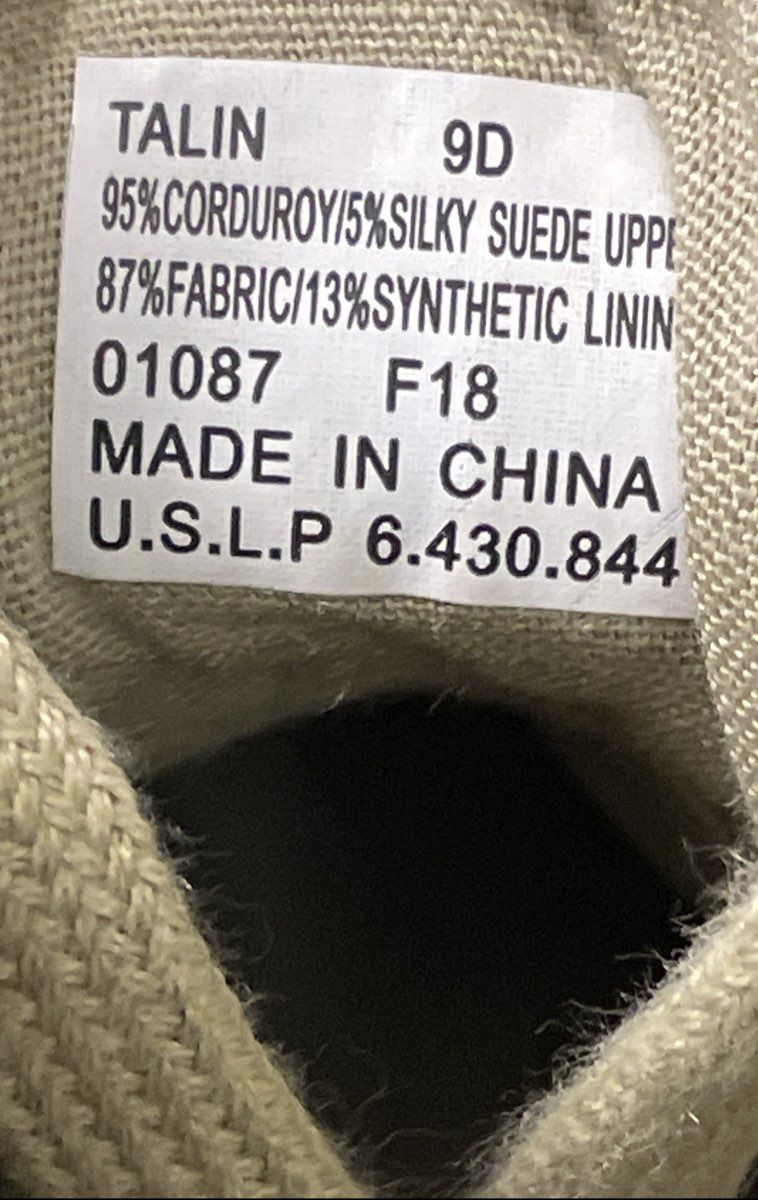 TALIN 9D
95%CORDUROY/5%SILKY SUEDE UPPE
87%FABRIC/13%SYNTHETIC LININ
01087 F18
MADE IN CHINA
U.S.L.P 6.430.844